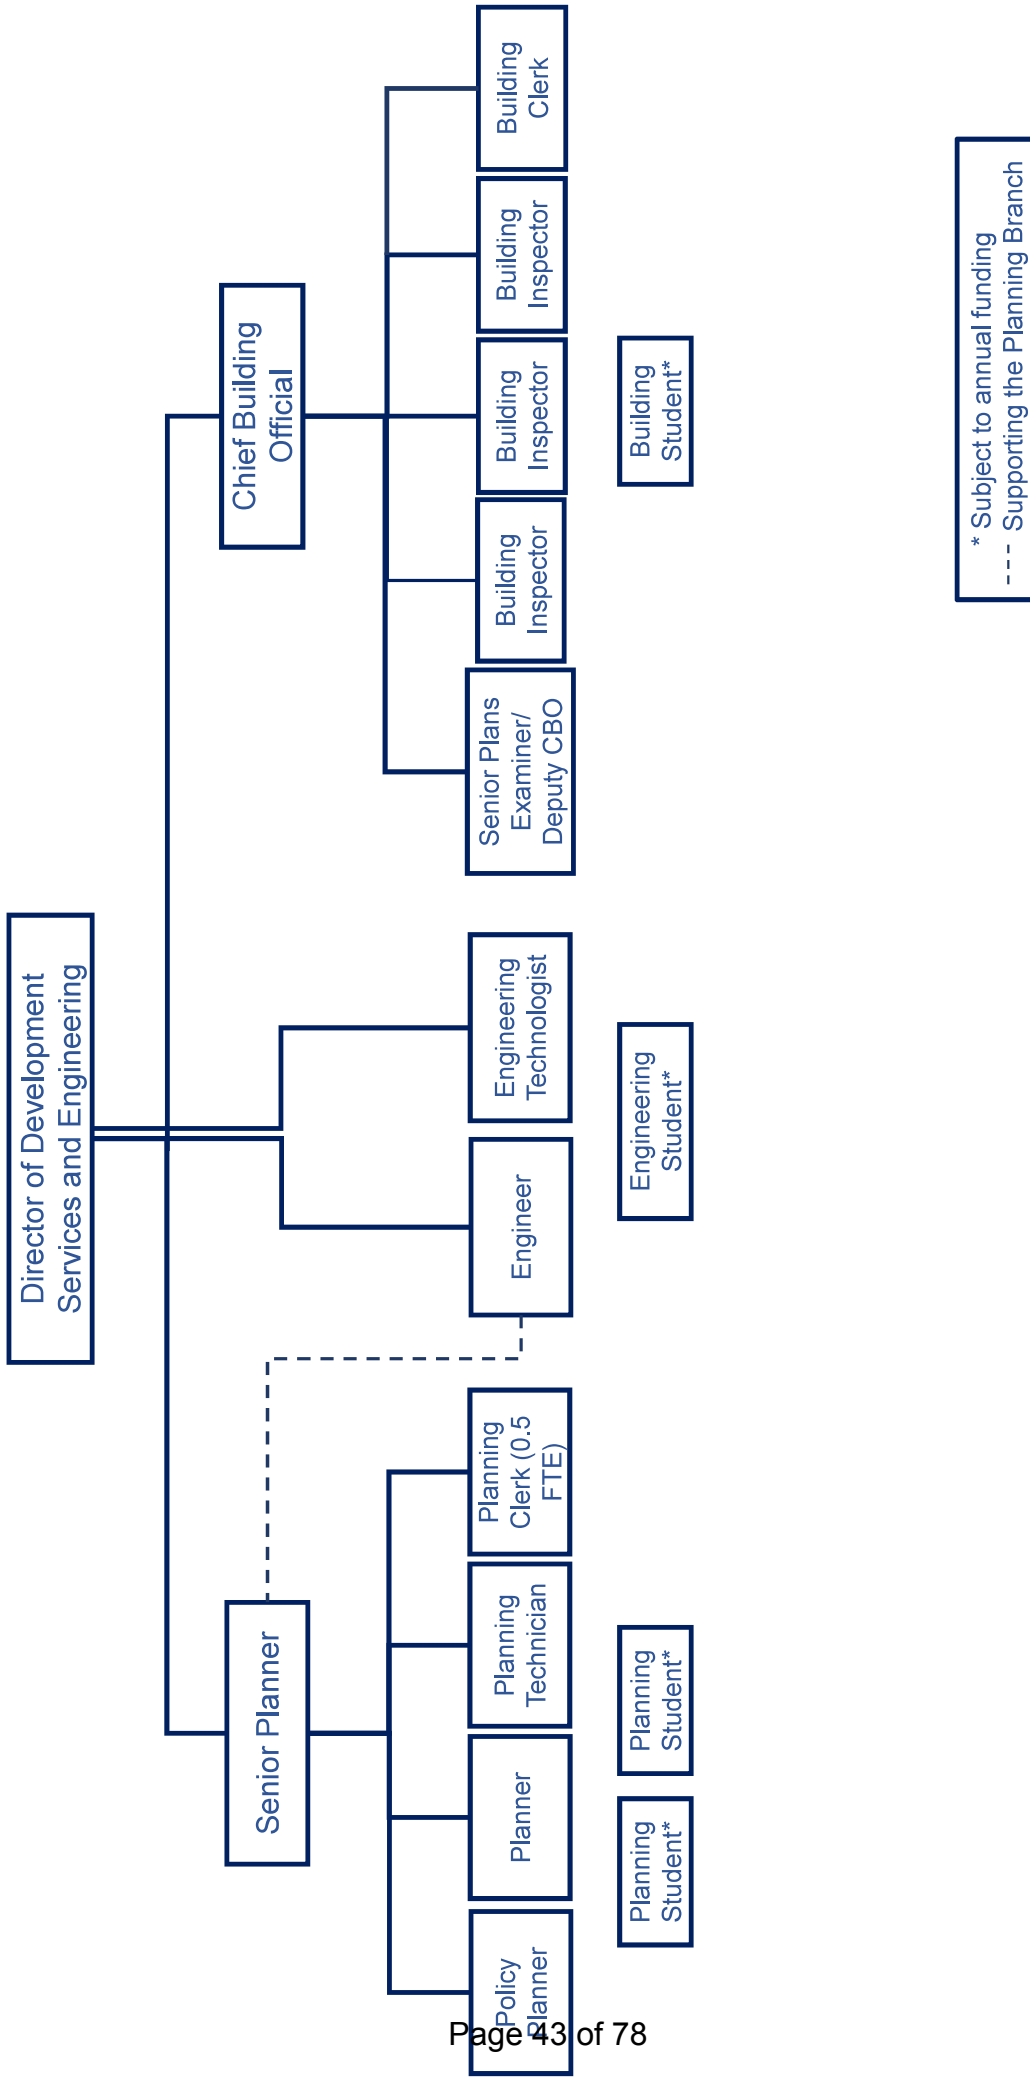 Director of Development
Services and Engineering
Senior Planner
Chief Building
Official
Policy
Planner
Planner
Planning
Technician
Planning
Clerk (0.5
FTE)
Engineer
Engineering
Technologist
Senior Plans
Examiner/
Deputy CBO
Building
Inspector
Building
Inspector
Building
Inspector
Building
Clerk
Planning
Student*
Planning
Student*
Engineering
Student*
Building
Student*
* Subject to annual funding
--- Supporting the Planning Branch
Page 43 of 78